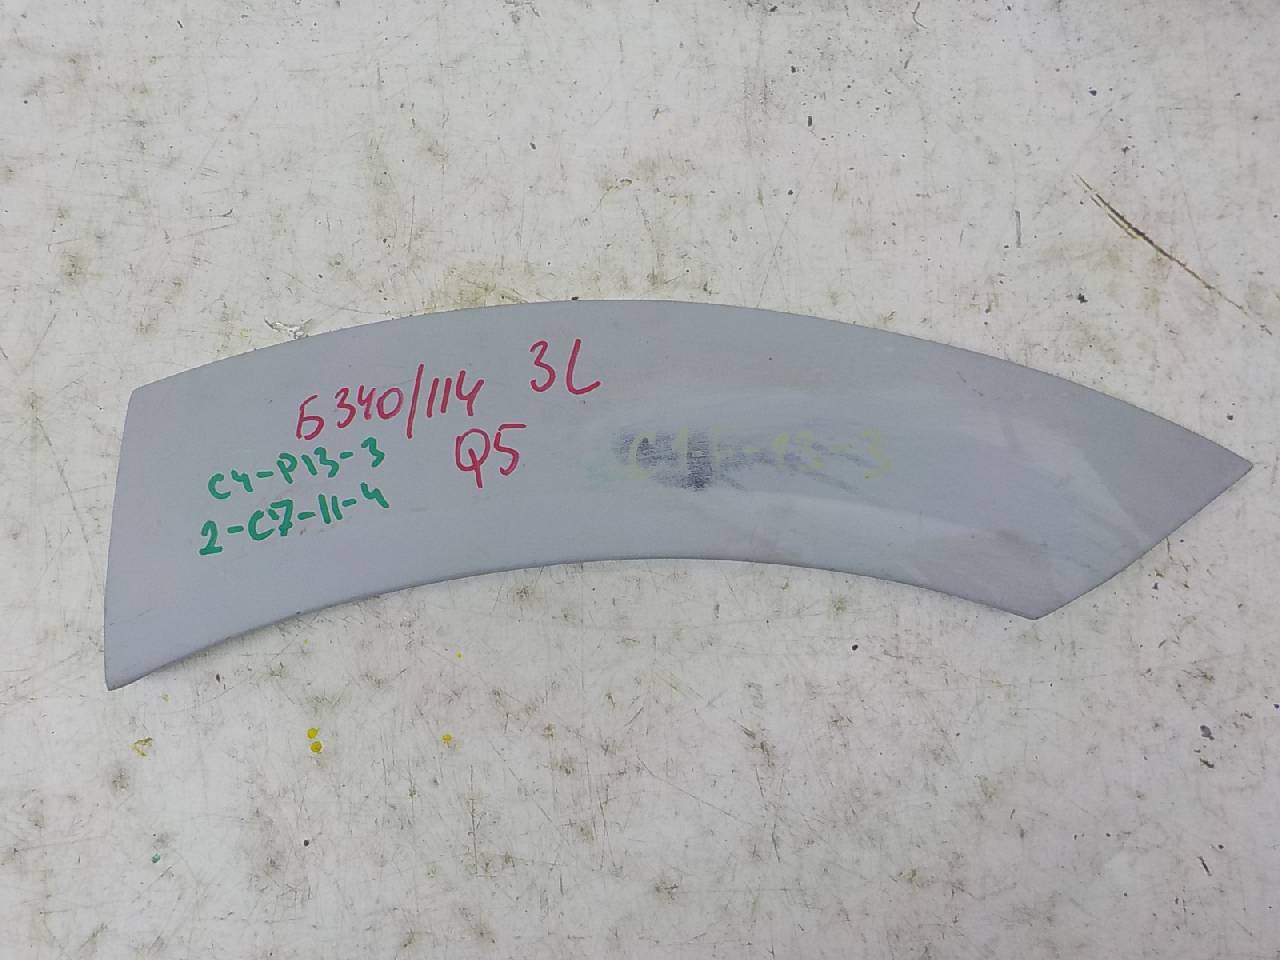 Б340/114 3L
Q5
C4-P13-3
2-C7-11-4